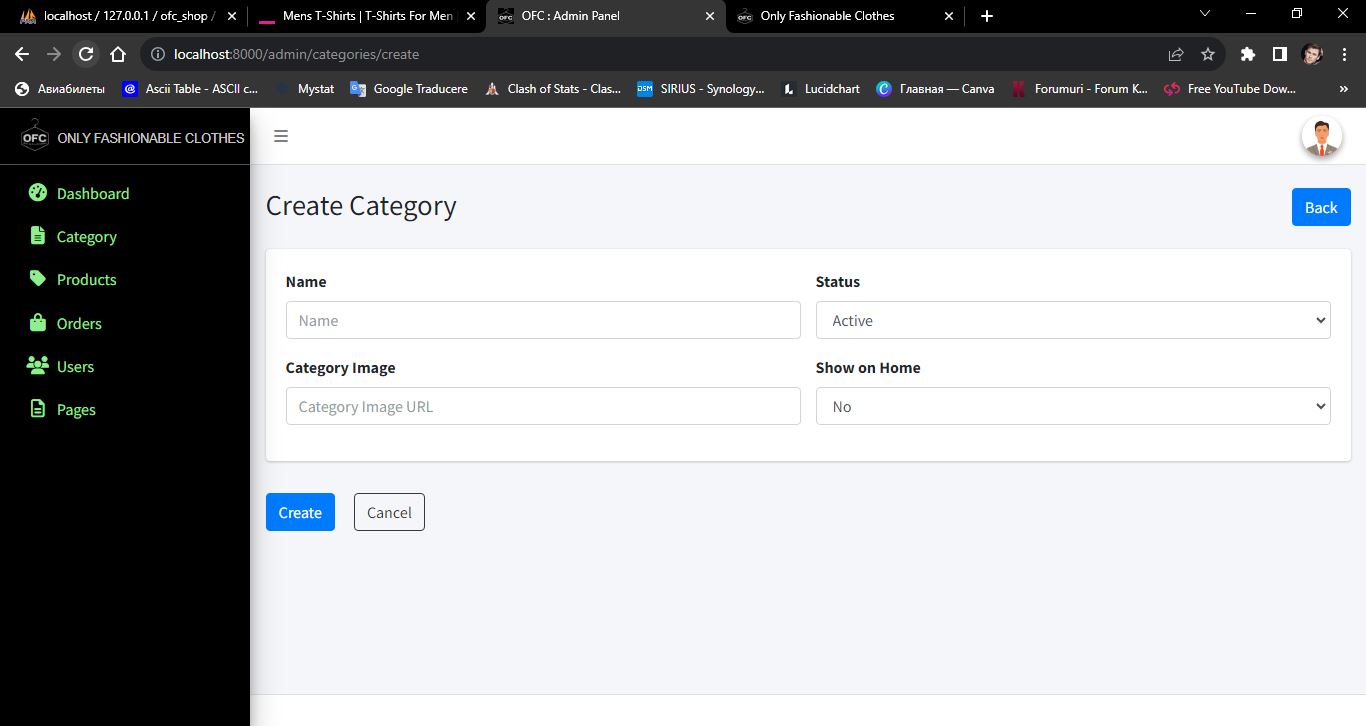 localhost / 127.0.0.1 / ofc_shop /
Mens T-Shirts | T-Shirts For Men
OFC : Admin Panel
Only Fashionable Clothes
localhost:8000/admin/categories/create
Авиабилеты
Ascii Table - ASCII c...
Mystat
Google Traducere
Clash of Stats - Clas...
SIRIUS - Synology...
Lucidchart
Главная — Canva
Forumuri - Forum K...
Free YouTube Dow...
OFC ONLY FASHIONABLE CLOTHES
Dashboard
Category
Products
Orders
Users
Pages
Create Category
Back
Name
Name
Status
Active
Category Image
Category Image URL
Show on Home
No
Create
Cancel